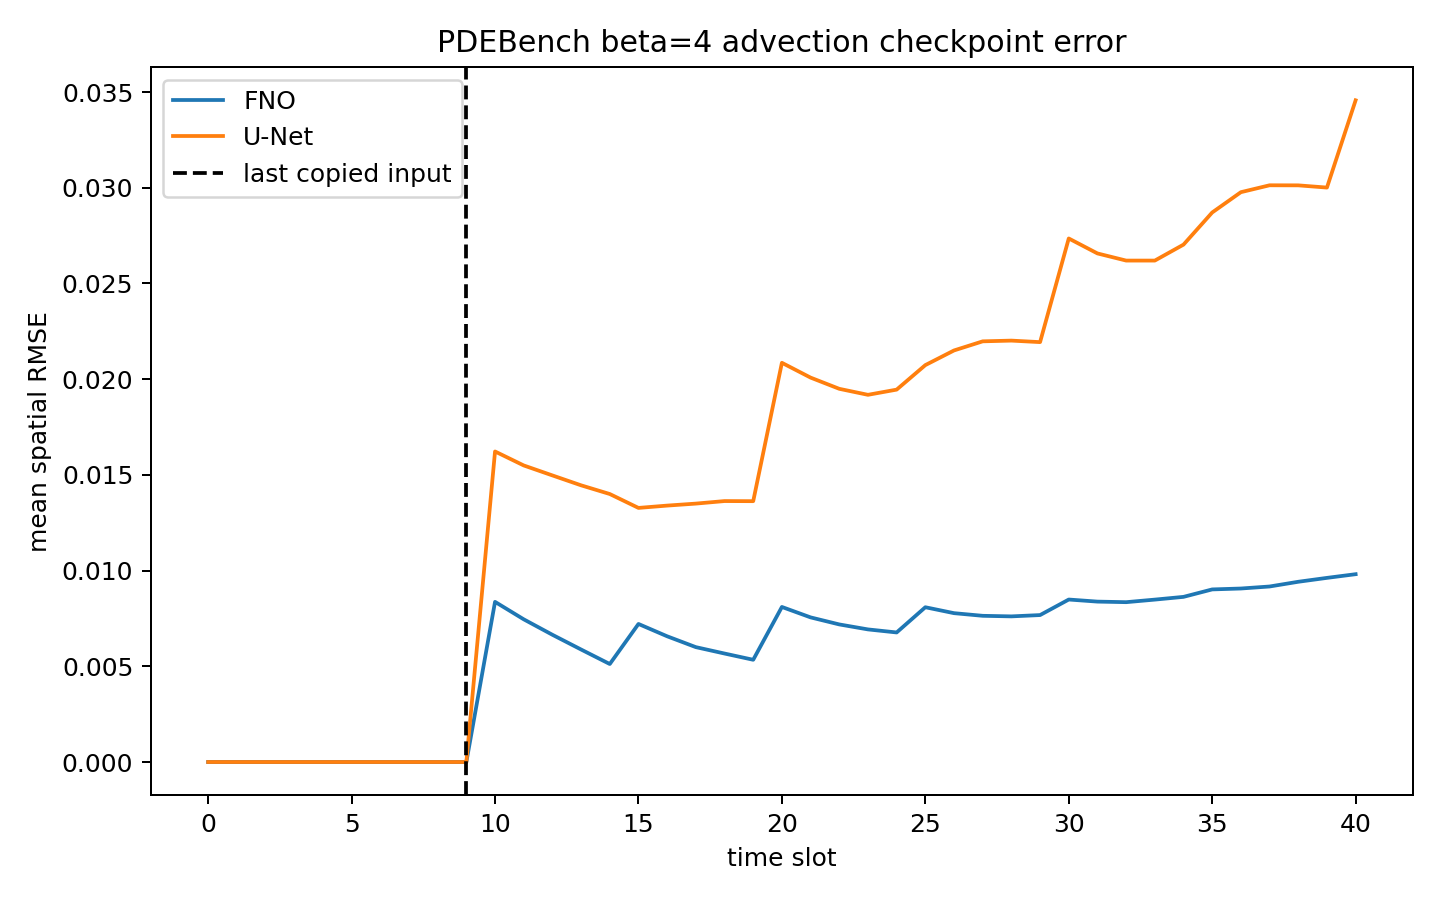 PDEBench beta=4 advection checkpoint error
FNO
U-Net
last copied input
mean spatial RMSE
0.035
0.030
0.025
0.020
0.015
0.010
0.005
0.000
0 5 10 15 20 25 30 35 40
time slot